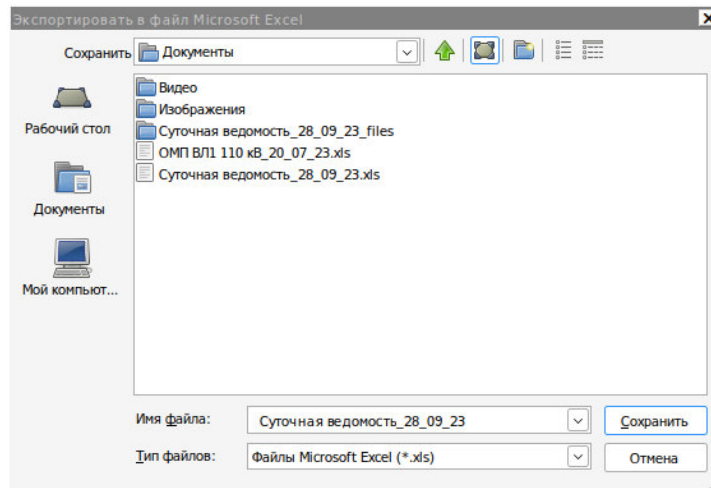 Экспортировать в файл Microsoft Excel
Сохранить Документы
Видео
Изображения
Суточная ведомость_28_09_23_files
ОМП ВЛ1 110 кВ_20_07_23.xls
Суточная ведомость_28_09_23.xls
Рабочий стол
Документы
Мой компьют...
Имя файла: Суточная ведомость_28_09_23 Сохранить
Тип файлов: Файлы Microsoft Excel (*.xls) Отмена